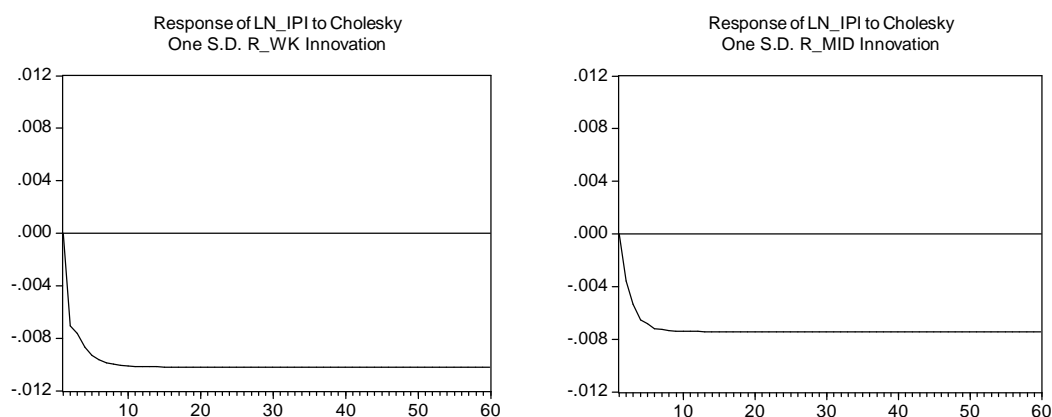 Response of LN_IPI to Cholesky
One S.D. R_WK Innovation
.012
.008
.004
.000
-.004
-.008
-.012
10 20 30 40 50 60
Response of LN_IPI to Cholesky
One S.D. R_MID Innovation
.012
.008
.004
.000
-.004
-.008
-.012
10 20 30 40 50 60